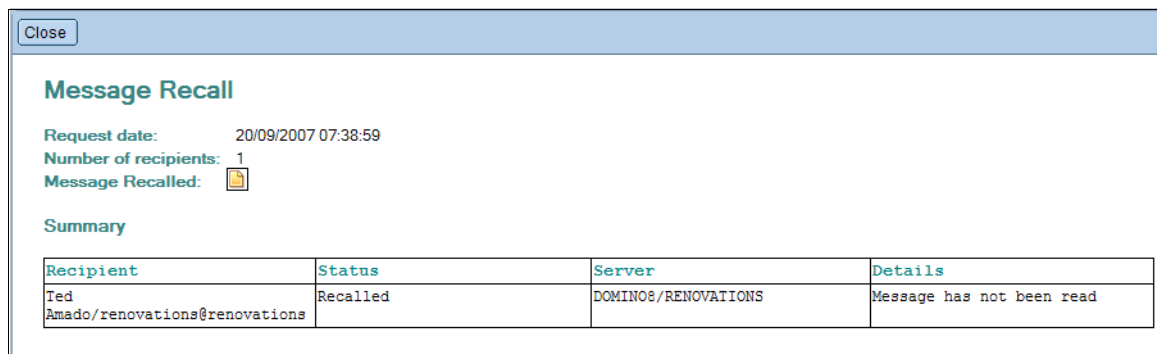 Close
Message Recall
Request date: 20/09/2007 07:38:59
Number of recipients: 1
Message Recalled:
Summary
Recipient Status Server Details
Ted Recalled DOMINO8/RENOVATIONS Message has not been read
Amado/renovations@renovations